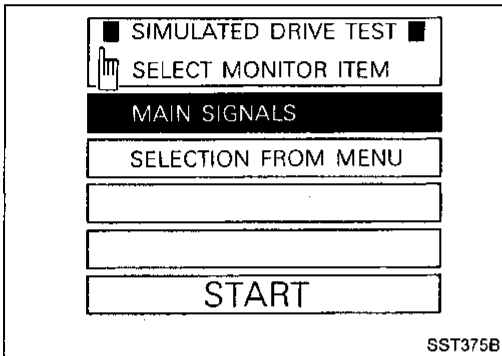 ■ SIMULATED DRIVE TEST ■
SELECT MONITOR ITEM
MAIN SIGNALS
SELECTION FROM MENU
START
SST375B